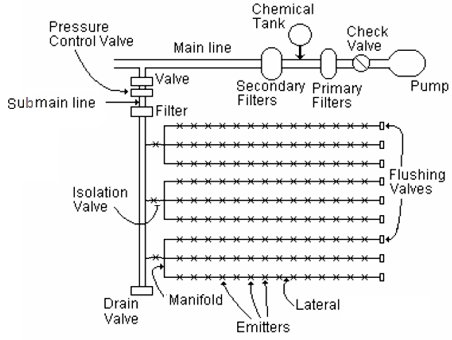 Chemical
Tank
Pressure
Control Valve
Main line
Check
Valve
Valve
Secondary
Filters
Primary
Filters
Pump
Submain line
Filter
Flushing
Valves
Isolation
Valve
Drain
Valve
Manifold
Lateral
Emitters